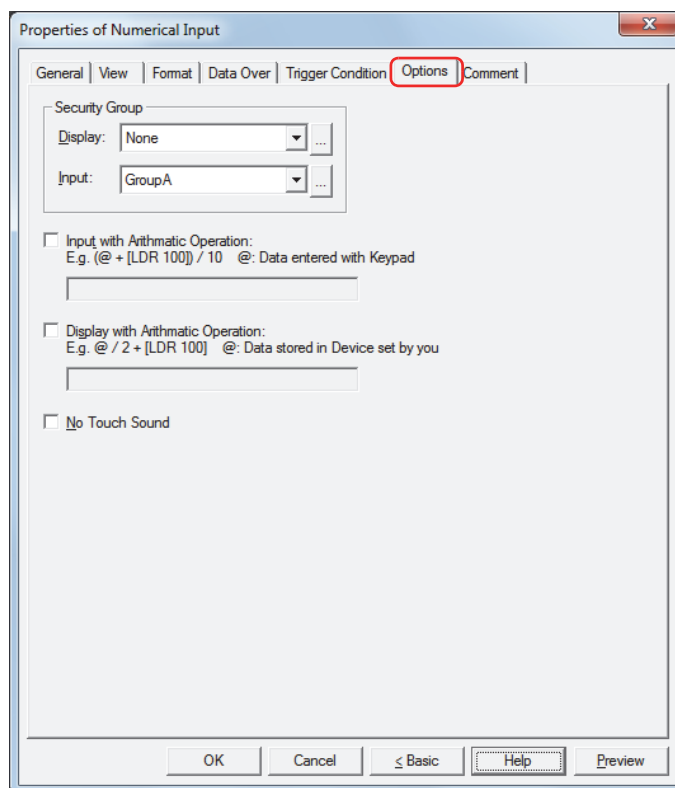 Properties of Numerical Input
X
General View Format Data Over Trigger Condition Options Comment
Security Group
Display: None ...
Input: GroupA ...
Input with Arithmatic Operation:
E.g. (@ + [LDR 100]) / 10 @: Data entered with Keypad
Display with Arithmatic Operation:
E.g. @ / 2 + [LDR 100] @: Data stored in Device set by you
No Touch Sound
OK Cancel < Basic Help Preview